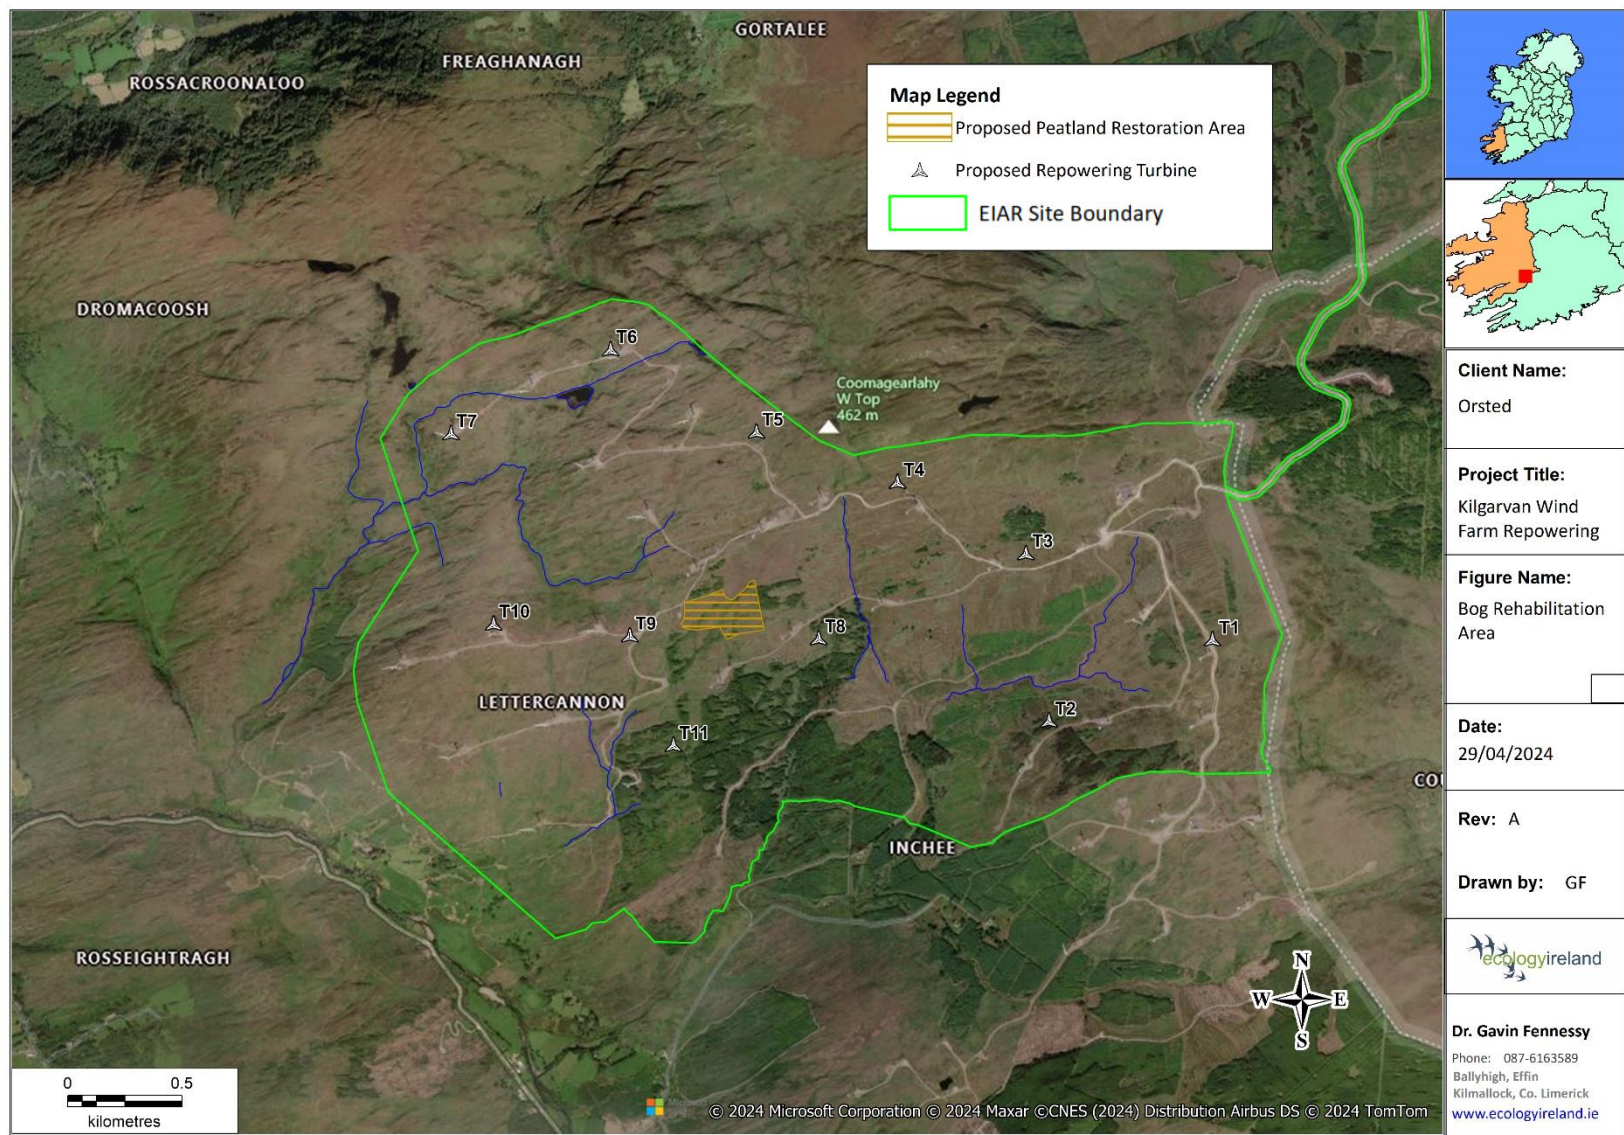 GORTALEE
FREAGHANAGH
ROSSACROONALOO
Map Legend
Proposed Peatland Restoration Area
Proposed Repowering Turbine
EIAR Site Boundary
DROMACOOSH
T6
Coomagearlahy
W Top
462 m
T7
T5
T4
T3
T10
T9
T8
T1
LETTERCANNON
T2
T11
COU
INCHEE
ROSSEIGHTRAGH
N
W E
S
0 0.5
kilometres
© 2024 Microsoft Corporation © 2024 Maxar ©CNES (2024) Distribution Airbus DS © 2024 TomTom
Client Name:
Orsted
Project Title:
Kilgarvan Wind
Farm Repowering
Figure Name:
Bog Rehabilitation
Area
Date:
29/04/2024
Rev: A
Drawn by: GF
ecologyireland
Dr. Gavin Fennessy
Phone: 087-6163589
Ballyhigh, Effin
Kilmallock, Co. Limerick
www.ecologyireland.ie